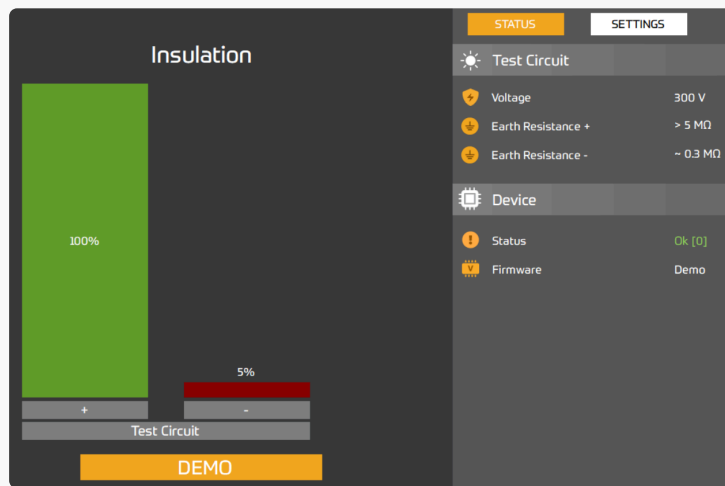 Insulation
100%
5%
+
-
Test Circuit
DEMO
STATUS
SETTINGS
Test Circuit
Voltage 300 V
Earth Resistance + > 5 MΩ
Earth Resistance - ~ 0.3 MΩ
Device
Status Ok [0]
V
Firmware Demo